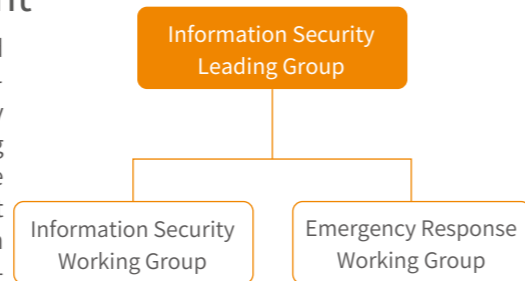 Information Security
Leading Group
Information Security
Working Group
Emergency Response
Working Group